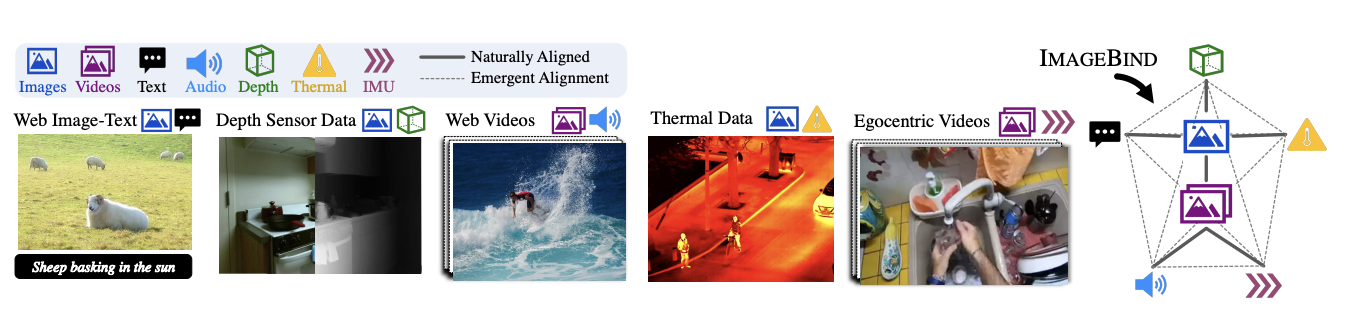 Images Videos Text Audio Depth Thermal IMU
Naturally Aligned
Emergent Alignment
IMAGEBIND
Web Image-Text
Depth Sensor Data
Web Videos
Thermal Data
Egocentric Videos
Sheep basking in the sun